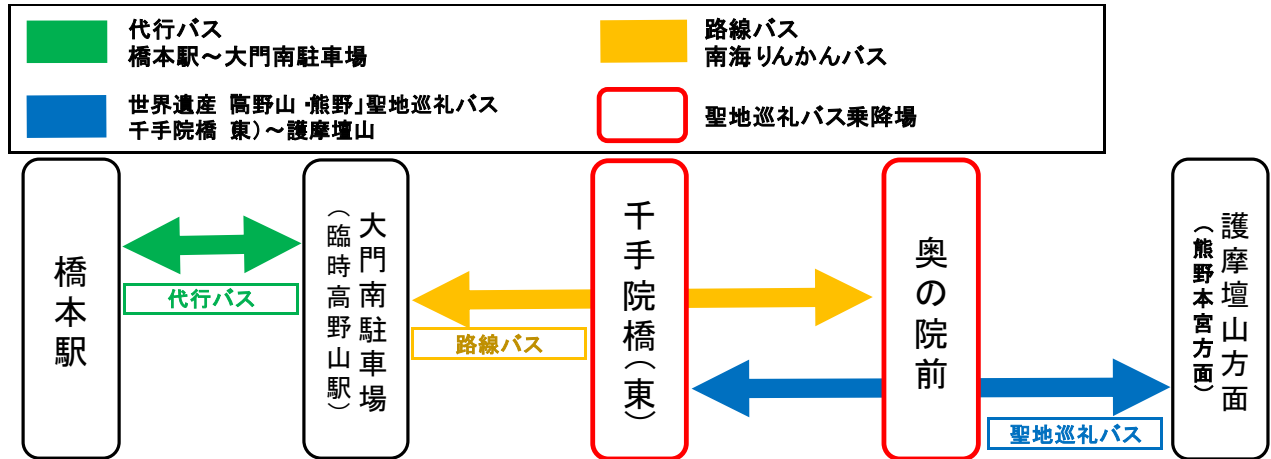 代行バス
橋本駅～大門南駐車場
路線バス
南海りんかんバス
世界遺産「高野山・熊野」聖地巡礼バス
千手院橋 東）～護摩壇山
聖地巡礼バス乗降場
橋本駅
代行バス
大門南駐車場
（臨時高野山駅）
路線バス
千手院橋（東）
奥の院前
聖地巡礼バス
護摩壇山方面
（熊野本宮方面）